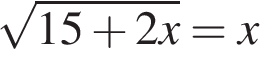 √15 + 2x = x